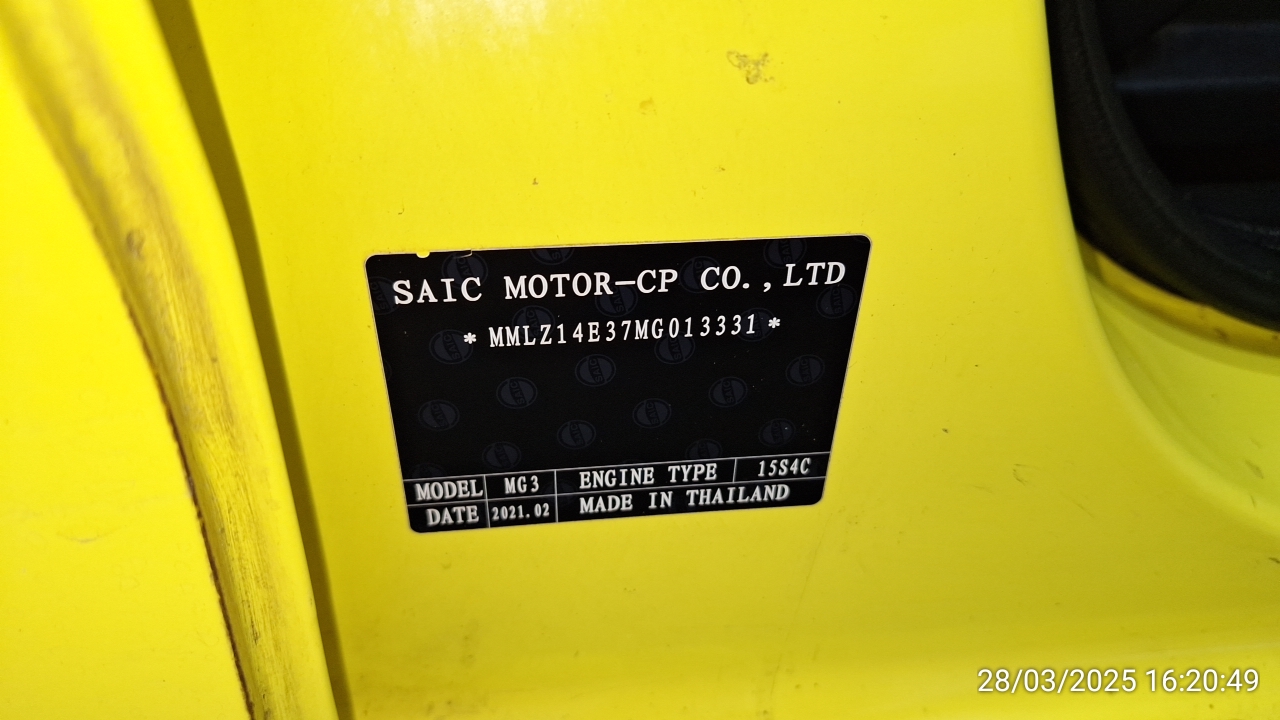 SAIC MOTOR-CP CO.,LTD
* MMLZ14E37MG013331 *
MODEL MG3 ENGINE TYPE 15S4C
DATE 2021.02 MADE IN THAILAND
28/03/2025 16:20:49